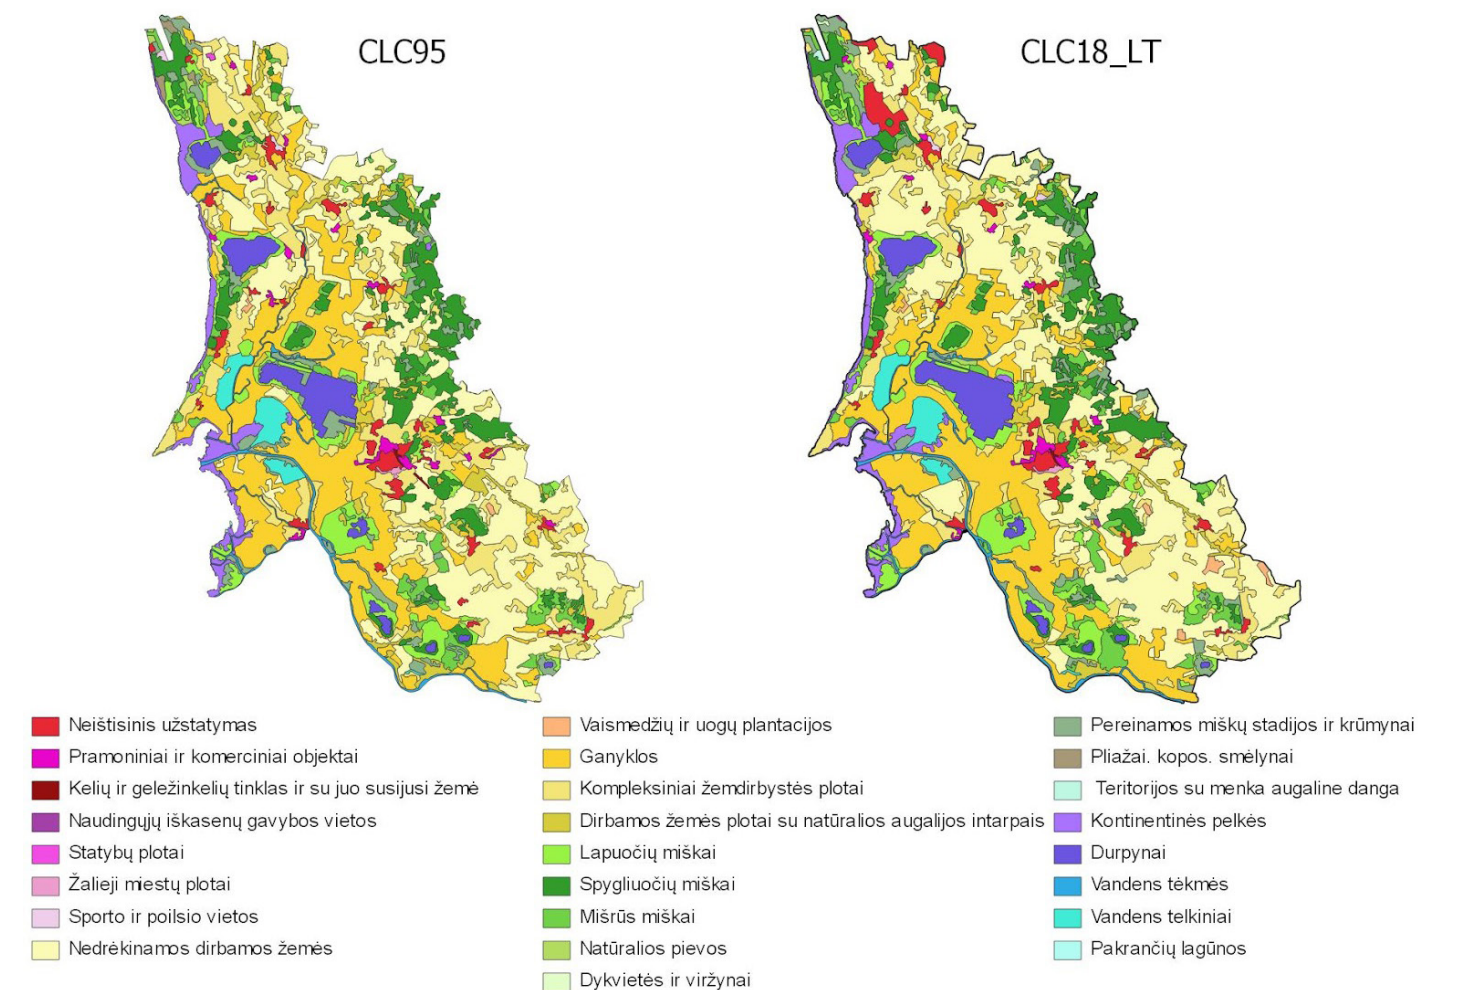 CLC95
CLC18_LT
Neištisinis užstatymas
Pramoniniai ir komerciniai objektai
Kelių ir geležinkelių tinklas ir su juo susijusi žemė
Naudingųjų iškasenų gavybos vietos
Statybų plotai
Žalieji miestų plotai
Sporto ir poilsio vietos
Nedrėkinamos dirbamos žemės
Vaismedžių ir uogų plantacijos
Ganyklos
Kompleksiniai žemdirbystės plotai
Dirbamos žemės plotai su natūralios augalijos intarpais
Lapuočių miškai
Spygliuočių miškai
Mišrūs miškai
Natūralios pievos
Dykvietės ir viržynai
Pereinamos miškų stadijos ir krūmynai
Pliažai. kopos. smėlynai
Teritorijos su menka augaline danga
Kontinentinės pelkės
Durpynai
Vandens tėkmės
Vandens telkiniai
Pakrančių lagūnos